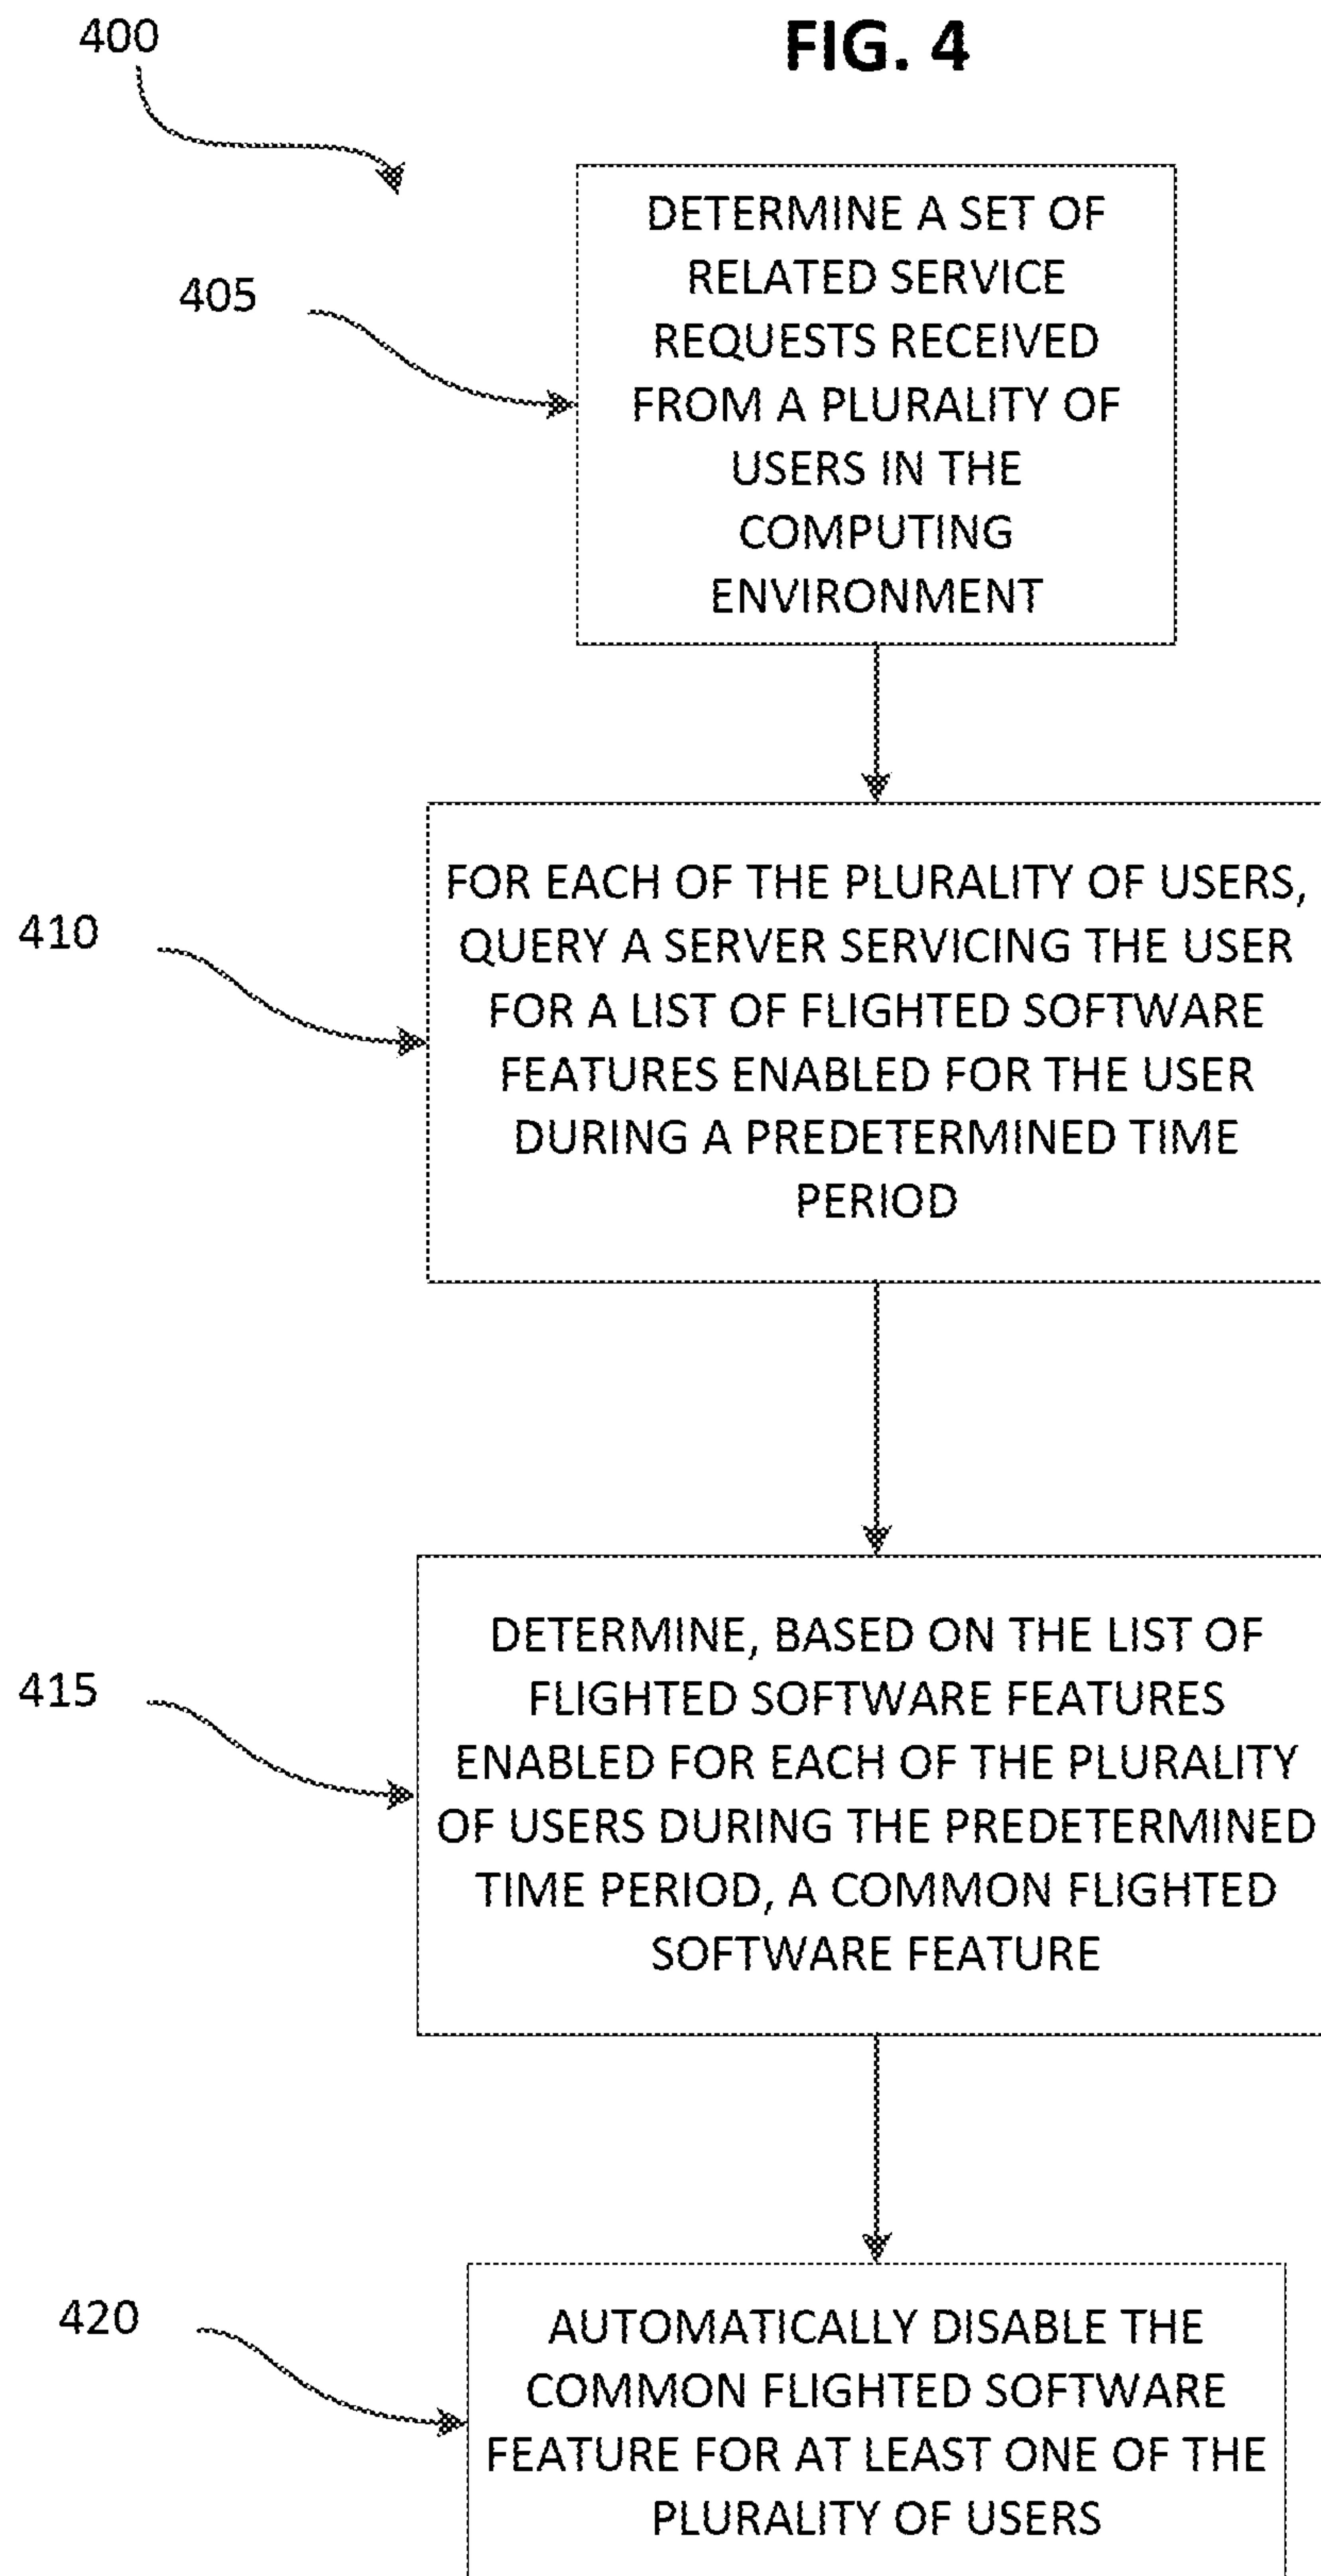 400
FIG. 4
405
DETERMINE A SET OF
RELATED SERVICE
REQUESTS RECEIVED
FROM A PLURALITY OF
USERS IN THE
COMPUTING
ENVIRONMENT
410
FOR EACH OF THE PLURALITY OF USERS,
QUERY A SERVER SERVICING THE USER
FOR A LIST OF FLIGHTED SOFTWARE
FEATURES ENABLED FOR THE USER
DURING A PREDETERMINED TIME
PERIOD
415
DETERMINE, BASED ON THE LIST OF
FLIGHTED SOFTWARE FEATURES
ENABLED FOR EACH OF THE PLURALITY
OF USERS DURING THE PREDETERMINED
TIME PERIOD, A COMMON FLIGHTED
SOFTWARE FEATURE
420
AUTOMATICALLY DISABLE THE
COMMON FLIGHTED SOFTWARE
FEATURE FOR AT LEAST ONE OF THE
PLURALITY OF USERS